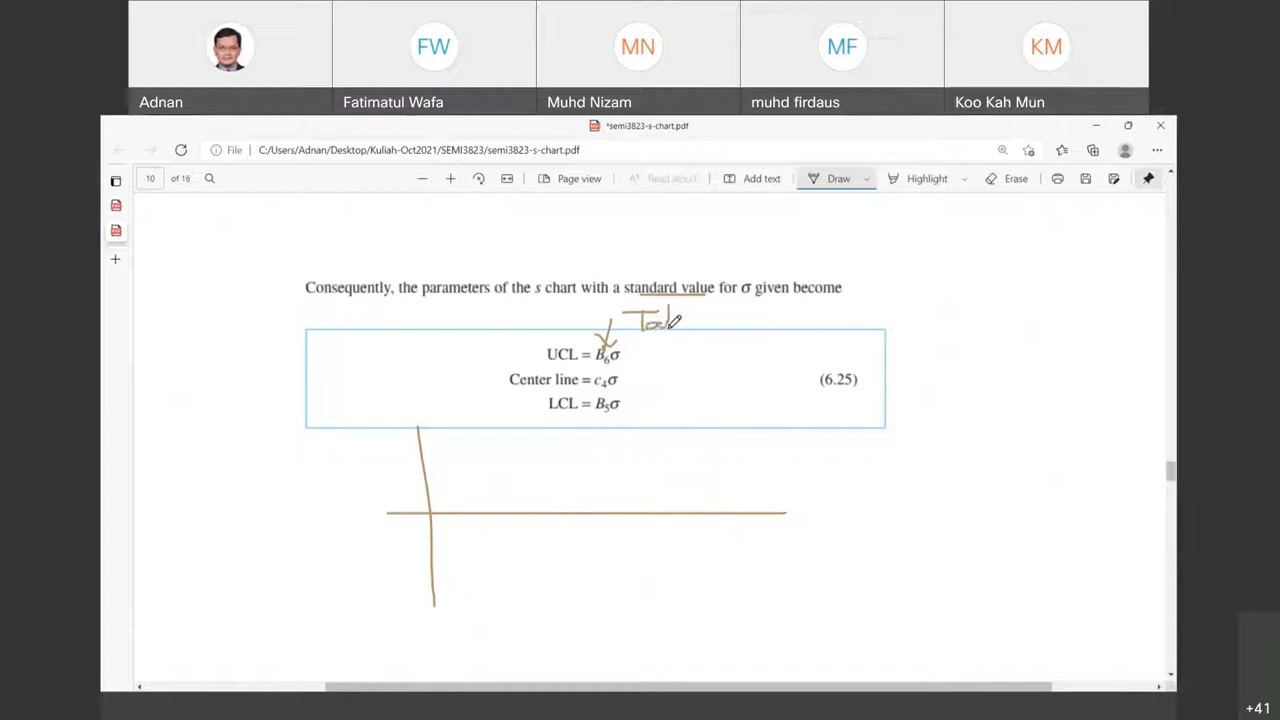 FW MN MF KM
Adnan Fatimatul Wafa Muhd Nizam muhd firdaus Koo Kah Mun
*semi3823-s-chart.pdf
File C:/Users/Adnan/Desktop/Kuliah-Oct2021/SEMI3823/semi3823-s-chart.pdf
10 of 18 Page view Read aloud Add text Draw Highlight Erase
Consequently, the parameters of the s chart with a standard value for σ given become
UCL = B₆σ
Center line = c₄σ (6.25)
LCL = B₅σ
+41